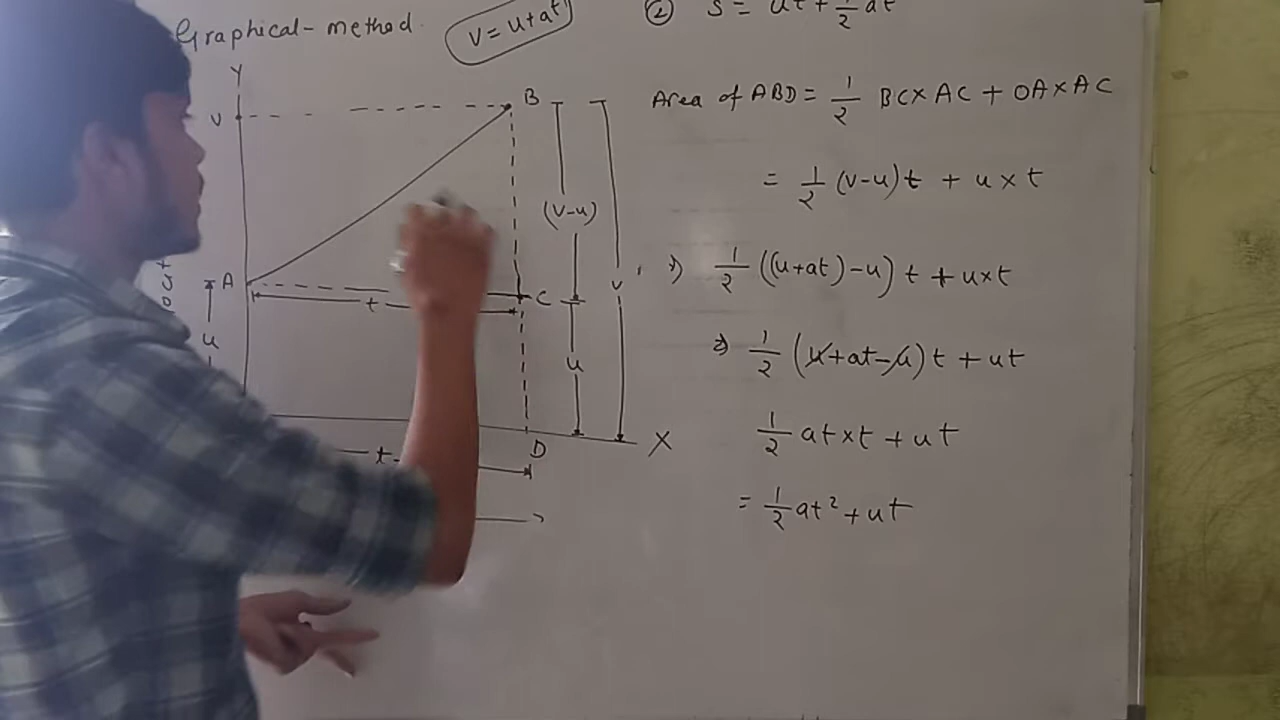 Graphical-method
v = u+at
② S = ut + 1/2 at
Y
V
B
A
C
t
u
(v-u)
v
u
D
X
t
Area of ABD = 1/2 BC×AC + OA×AC
= 1/2 (v-u)t + u×t
1/2 ((u+at)-u)t + u×t
1/2 (u+at-u)t + ut
1/2 at×t + ut
= 1/2 at² + ut